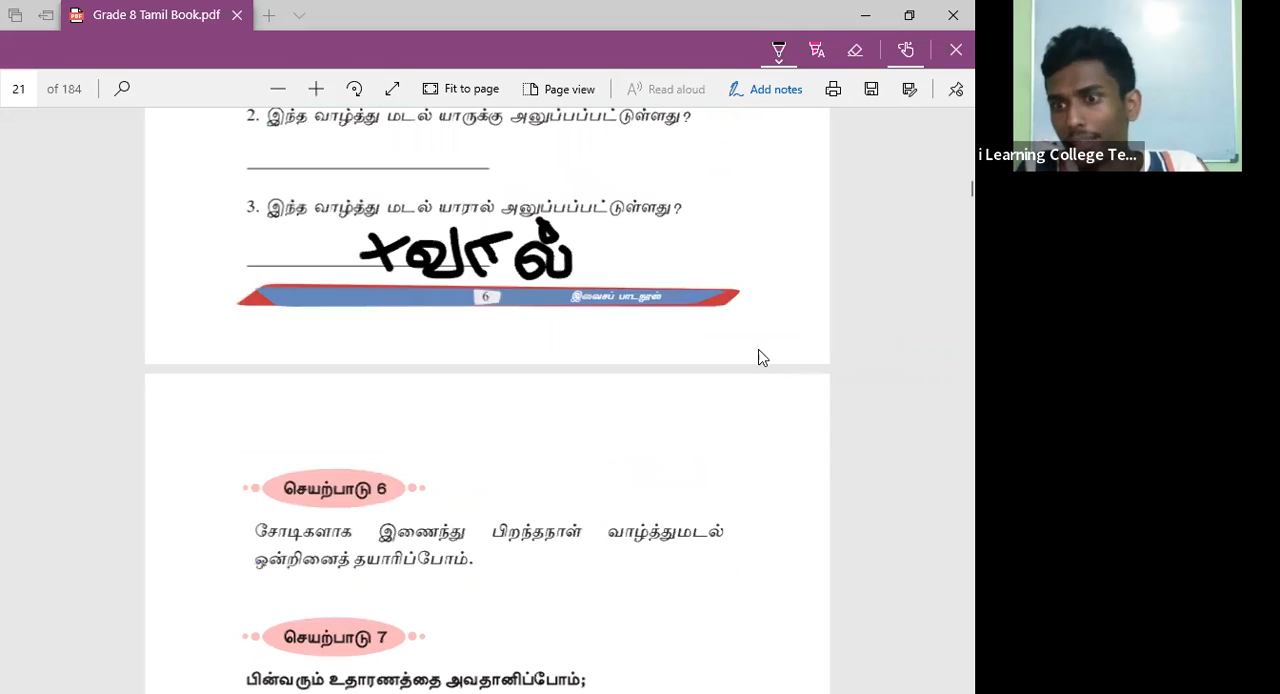 Grade 8 Tamil Book.pdf
21 of 184
Fit to page
Page view
Read aloud
Add notes
2. இந்த வாழ்த்து மடல் யாருக்கு அனுப்பப்பட்டுள்ளது?
3. இந்த வாழ்த்து மடல் யாரால் அனுப்பப்பட்டுள்ளது?
+வால்
6 இலவசப் பாடநூல்
செயற்பாடு 6
சோடிகளாக இணைந்து பிறந்தநாள் வாழ்த்துமடல்
ஒன்றினைத் தயாரிப்போம்.
செயற்பாடு 7
பின்வரும் உதாரணத்தை அவதானிப்போம்;
i Learning College Te...